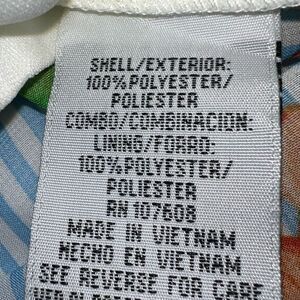 SHELL/EXTERIOR:
100%POLYESTER/
POLIESTER
COMBO/COMBINACION:
LINING/FORRO:
100%POLYESTER/
POLIESTER
RN 107603
MADE IN VIETNAM
HECHO EN VIETNAM
SEE REVERSE FOR CARE